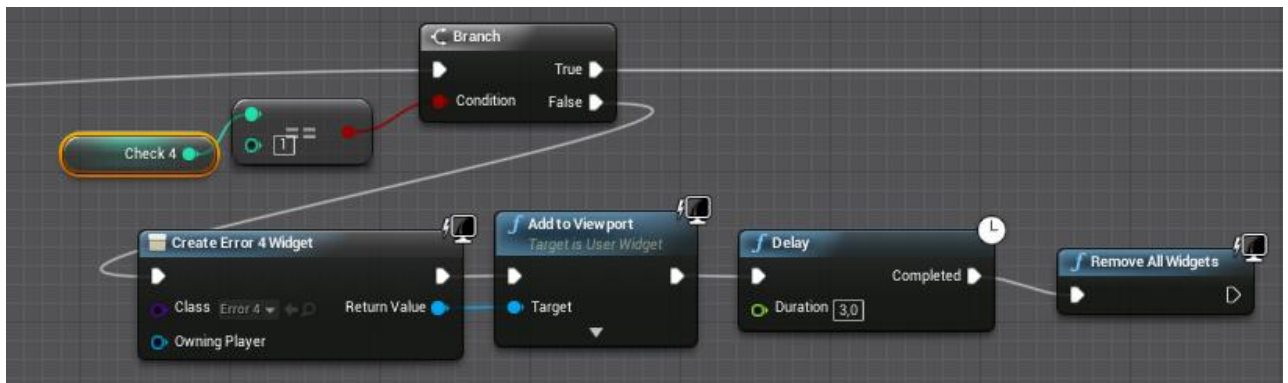 Branch
True
Condition
False
Check 4
==
1
Create Error 4 Widget
Class
Error 4
Return Value
Owning Player
f Add to Viewport
Target is User Widget
Target
f Delay
Completed
Duration
3,0
f Remove All Widgets